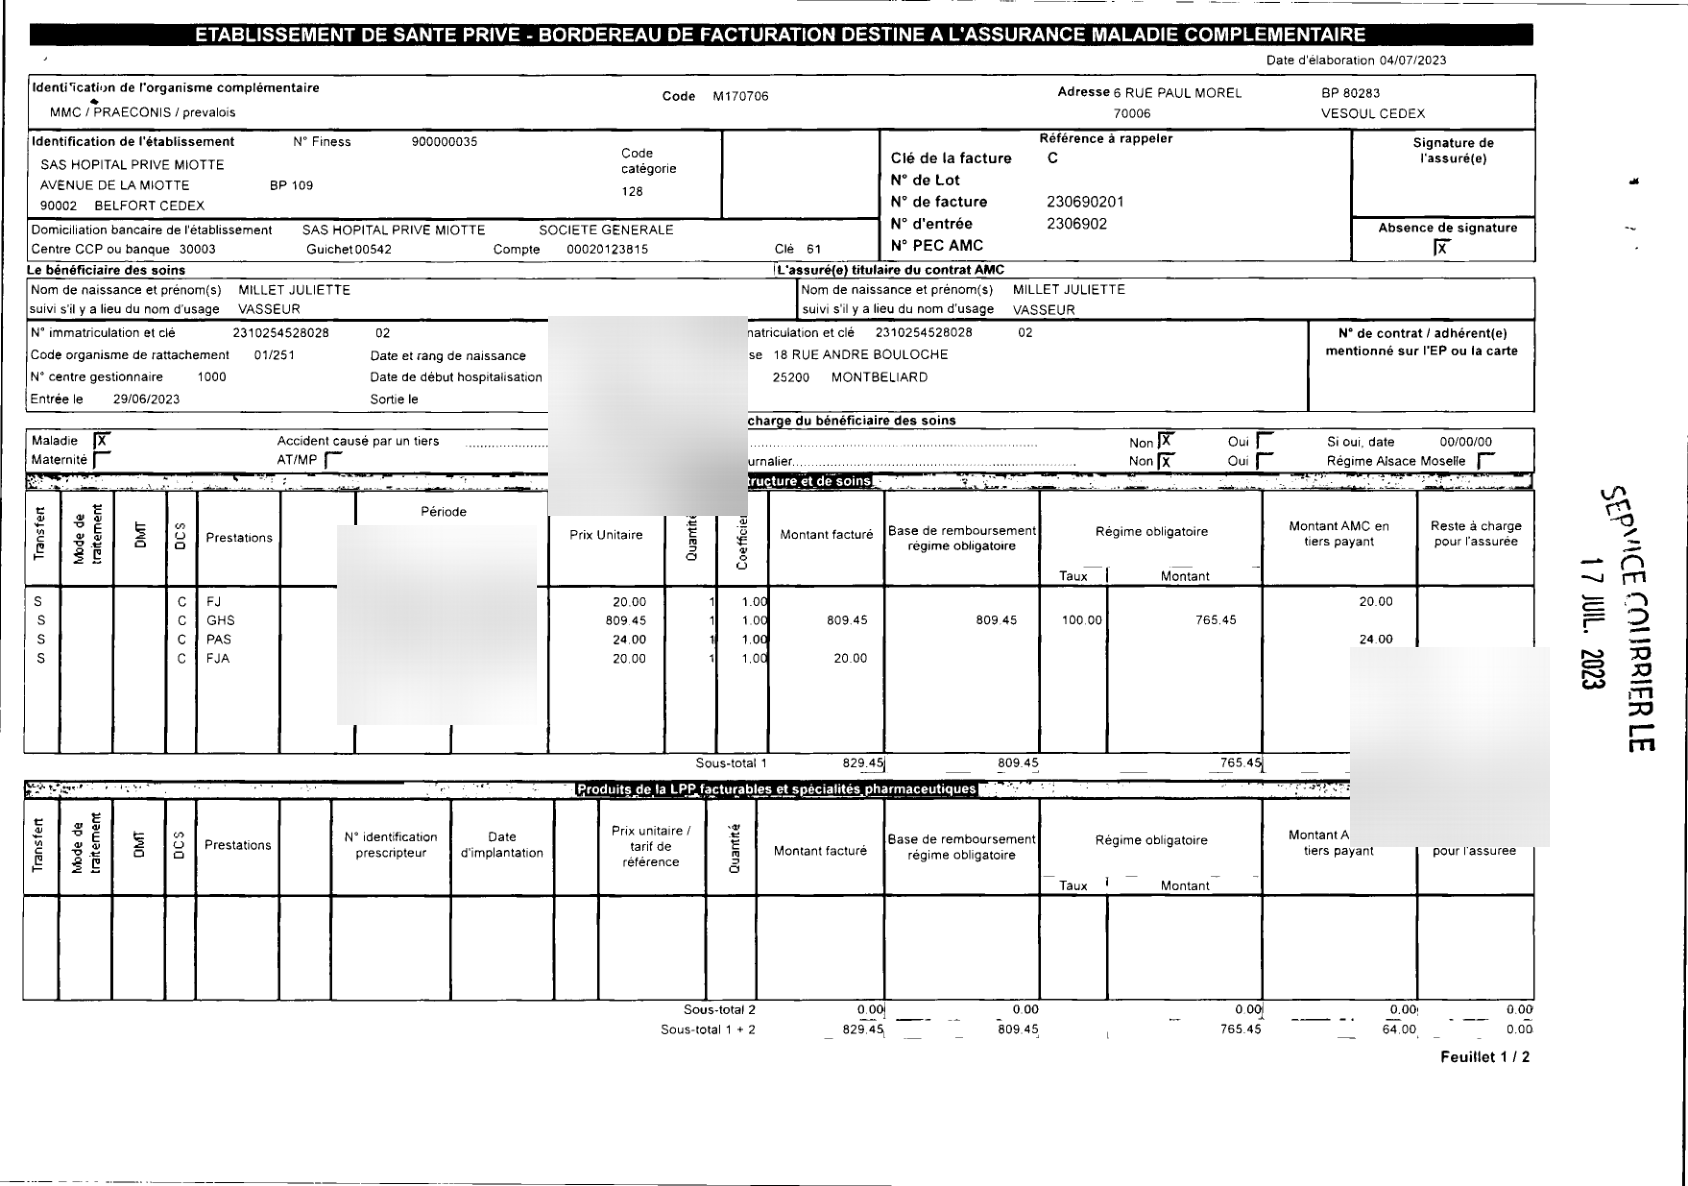 ETABLISSEMENT DE SANTE PRIVE - BORDEREAU DE FACTURATION DESTINE A L'ASSURANCE MALADIE COMPLEMENTAIRE
Date d'élaboration 04/07/2023
Identification de l'organisme complémentaire
MMC / PRAECONIS / prevalois
Code M170706
Adresse 6 RUE PAUL MOREL BP 80283
70006 VESOUL CEDEX
Identification de l'établissement N° Finess 900000035
SAS HOPITAL PRIVE MIOTTE
AVENUE DE LA MIOTTE BP 109
90002 BELFORT CEDEX
Code
catégorie
128
Référence à rappeler
Clé de la facture C
N° de Lot
N° de facture 230690201
N° d'entrée 2306902
N° PEC AMC
Signature de
l'assuré(e)
Absence de signature
X
Domiciliation bancaire de l'établissement SAS HOPITAL PRIVE MIOTTE SOCIETE GENERALE
Centre CCP ou banque 30003 Guichet 00542 Compte 00020123815 Clé 61
Le bénéficiaire des soins
Nom de naissance et prénom(s) MILLET JULIETTE
suivi s'il y a lieu du nom d'usage VASSEUR
N° immatriculation et clé 2310254528028 02
Code organisme de rattachement 01/251 Date et rang de naissance
N° centre gestionnaire 1000 Date de début hospitalisation
Entrée le 29/06/2023 Sortie le
L'assuré(e) titulaire du contrat AMC
Nom de naissance et prénom(s) MILLET JULIETTE
suivi s'il y a lieu du nom d'usage VASSEUR
natriculation et clé 2310254528028 02
se 18 RUE ANDRE BOULOCHE
25200 MONTBELIARD
N° de contrat / adhérent(e)
mentionné sur l'EP ou la carte
charge du bénéficiaire des soins
Maladie X Accident causé par un tiers Non X Oui Si oui, date 00/00/00
Maternité AT/MP urnalier Non X Oui Régime Alsace Moselle
ructure et de soins
Transfert Mode de traitement DMT DCS Prestations Période Prix Unitaire Quantité Coefficien Montant facturé Base de remboursement régime obligatoire Régime obligatoire Taux Montant Montant AMC en tiers payant Reste à charge pour l'assurée
S C FJ 20.00 1 1.00 20.00
S C GHS 809.45 1 1.00 809.45 809.45 100.00 765.45
S C PAS 24.00 1 1.00 24.00
S C FJA 20.00 1 1.00 20.00
Sous-total 1 829.45 809.45 765.45
Produits de la LPP facturables et spécialités pharmaceutiques
Transfert Mode de traitement DMT DCS Prestations N° identification prescripteur Date d'implantation Prix unitaire / tarif de référence Quantité Montant facturé Base de remboursement régime obligatoire Régime obligatoire Taux Montant Montant A tiers payant pour l'assurée
Sous-total 2 0.00 0.00 0.00 0.00 0.00
Sous-total 1 + 2 829.45 809.45 765.45 64.00 0.00
Feuillet 1 / 2
SERVICE COURRIER LE
17 JUIL. 2023